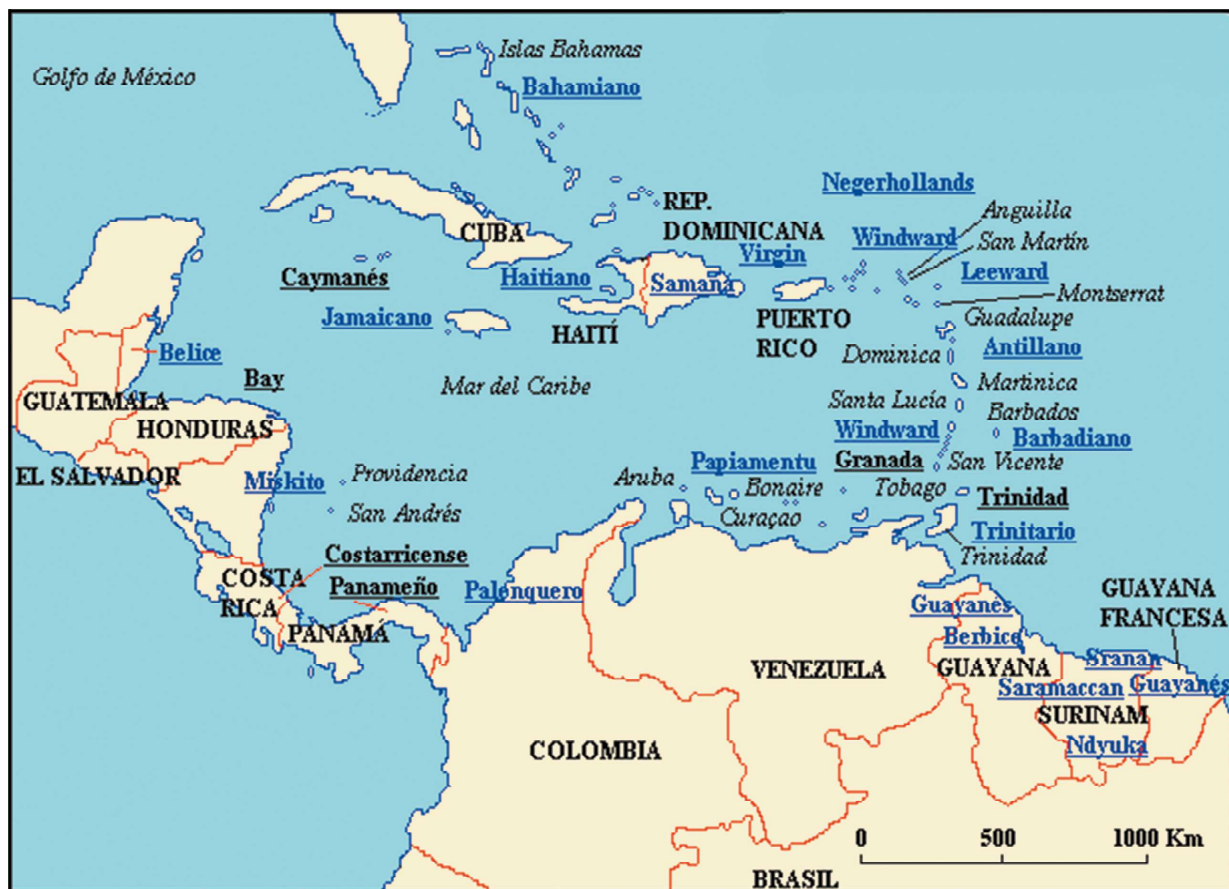 Islas Bahamas
Golfo de México
Bahamiano
Negerhollands
REP.
DOMINICANA
Anguilla
CUBA
Windward
San Martín
Virgin
Caymanés
Haitiano
Samaná
Leeward
Montserrat
Jamaicano
HAITÍ
PUERTO
RICO
Guadalupe
Belice
Dominica
Antillano
Bay
Mar del Caribe
Martinica
GUATEMALA
Santa Lucía
Barbados
HONDURAS
Windward
Barbadiano
EL SALVADOR
Providencia
Papiamentu
Granada
San Vicente
Miskito
Aruba
Bonaire
Tobago
Trinidad
San Andrés
Curaçao
Trinitario
Costarricense
Trinidad
COSTA
RICA
Panameño
Palenquero
GUAYANA
FRANCESA
Guayanés
PANAMÁ
Berbice
VENEZUELA
GUAYANA
Sranan
Saramaccan
Guayanés
SURINAM
COLOMBIA
Ndyuka
0 500 1000 Km
BRASIL